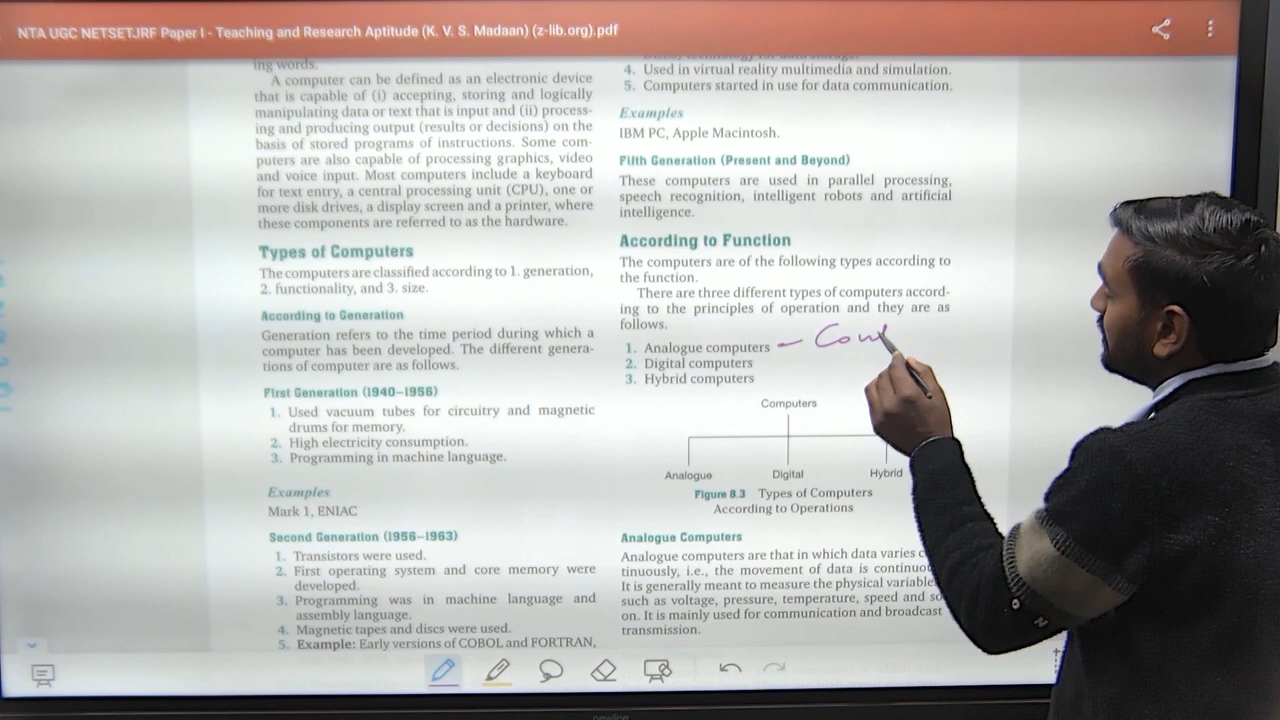 NTA UGC NETSETJRF Paper I - Teaching and Research Aptitude (K. V. S. Madaan) (z-lib.org).pdf
ing words.
A computer can be defined as an electronic device
that is capable of (i) accepting, storing and logically
manipulating data or text that is input and (ii) process-
ing and producing output (results or decisions) on the
basis of stored programs of instructions. Some com-
puters are also capable of processing graphics, video
and voice input. Most computers include a keyboard
for text entry, a central processing unit (CPU), one or
more disk drives, a display screen and a printer, where
these components are referred to as the hardware.
Types of Computers
The computers are classified according to 1. generation,
2. functionality, and 3. size.
According to Generation
Generation refers to the time period during which a
computer has been developed. The different genera-
tions of computer are as follows.
First Generation (1940–1956)
1. Used vacuum tubes for circuitry and magnetic
drums for memory.
2. High electricity consumption.
3. Programming in machine language.
Examples
Mark 1, ENIAC
Second Generation (1956–1963)
1. Transistors were used.
2. First operating system and core memory were
developed.
3. Programming was in machine language and
assembly language.
4. Magnetic tapes and discs were used.
5. Example: Early versions of COBOL and FORTRAN,
4. Used in virtual reality multimedia and simulation.
5. Computers started in use for data communication.
Examples
IBM PC, Apple Macintosh.
Fifth Generation (Present and Beyond)
These computers are used in parallel processing,
speech recognition, intelligent robots and artificial
intelligence.
According to Function
The computers are of the following types according to
the function.
There are three different types of computers accord-
ing to the principles of operation and they are as
follows.
1. Analogue computers – Con
2. Digital computers
3. Hybrid computers
Computers
Analogue Digital Hybrid
Figure 8.3 Types of Computers
According to Operations
Analogue Computers
Analogue computers are that in which data varies c
tinuously, i.e., the movement of data is continuou
It is generally meant to measure the physical variable
such as voltage, pressure, temperature, speed and so
on. It is mainly used for communication and broadcast
transmission.
newline